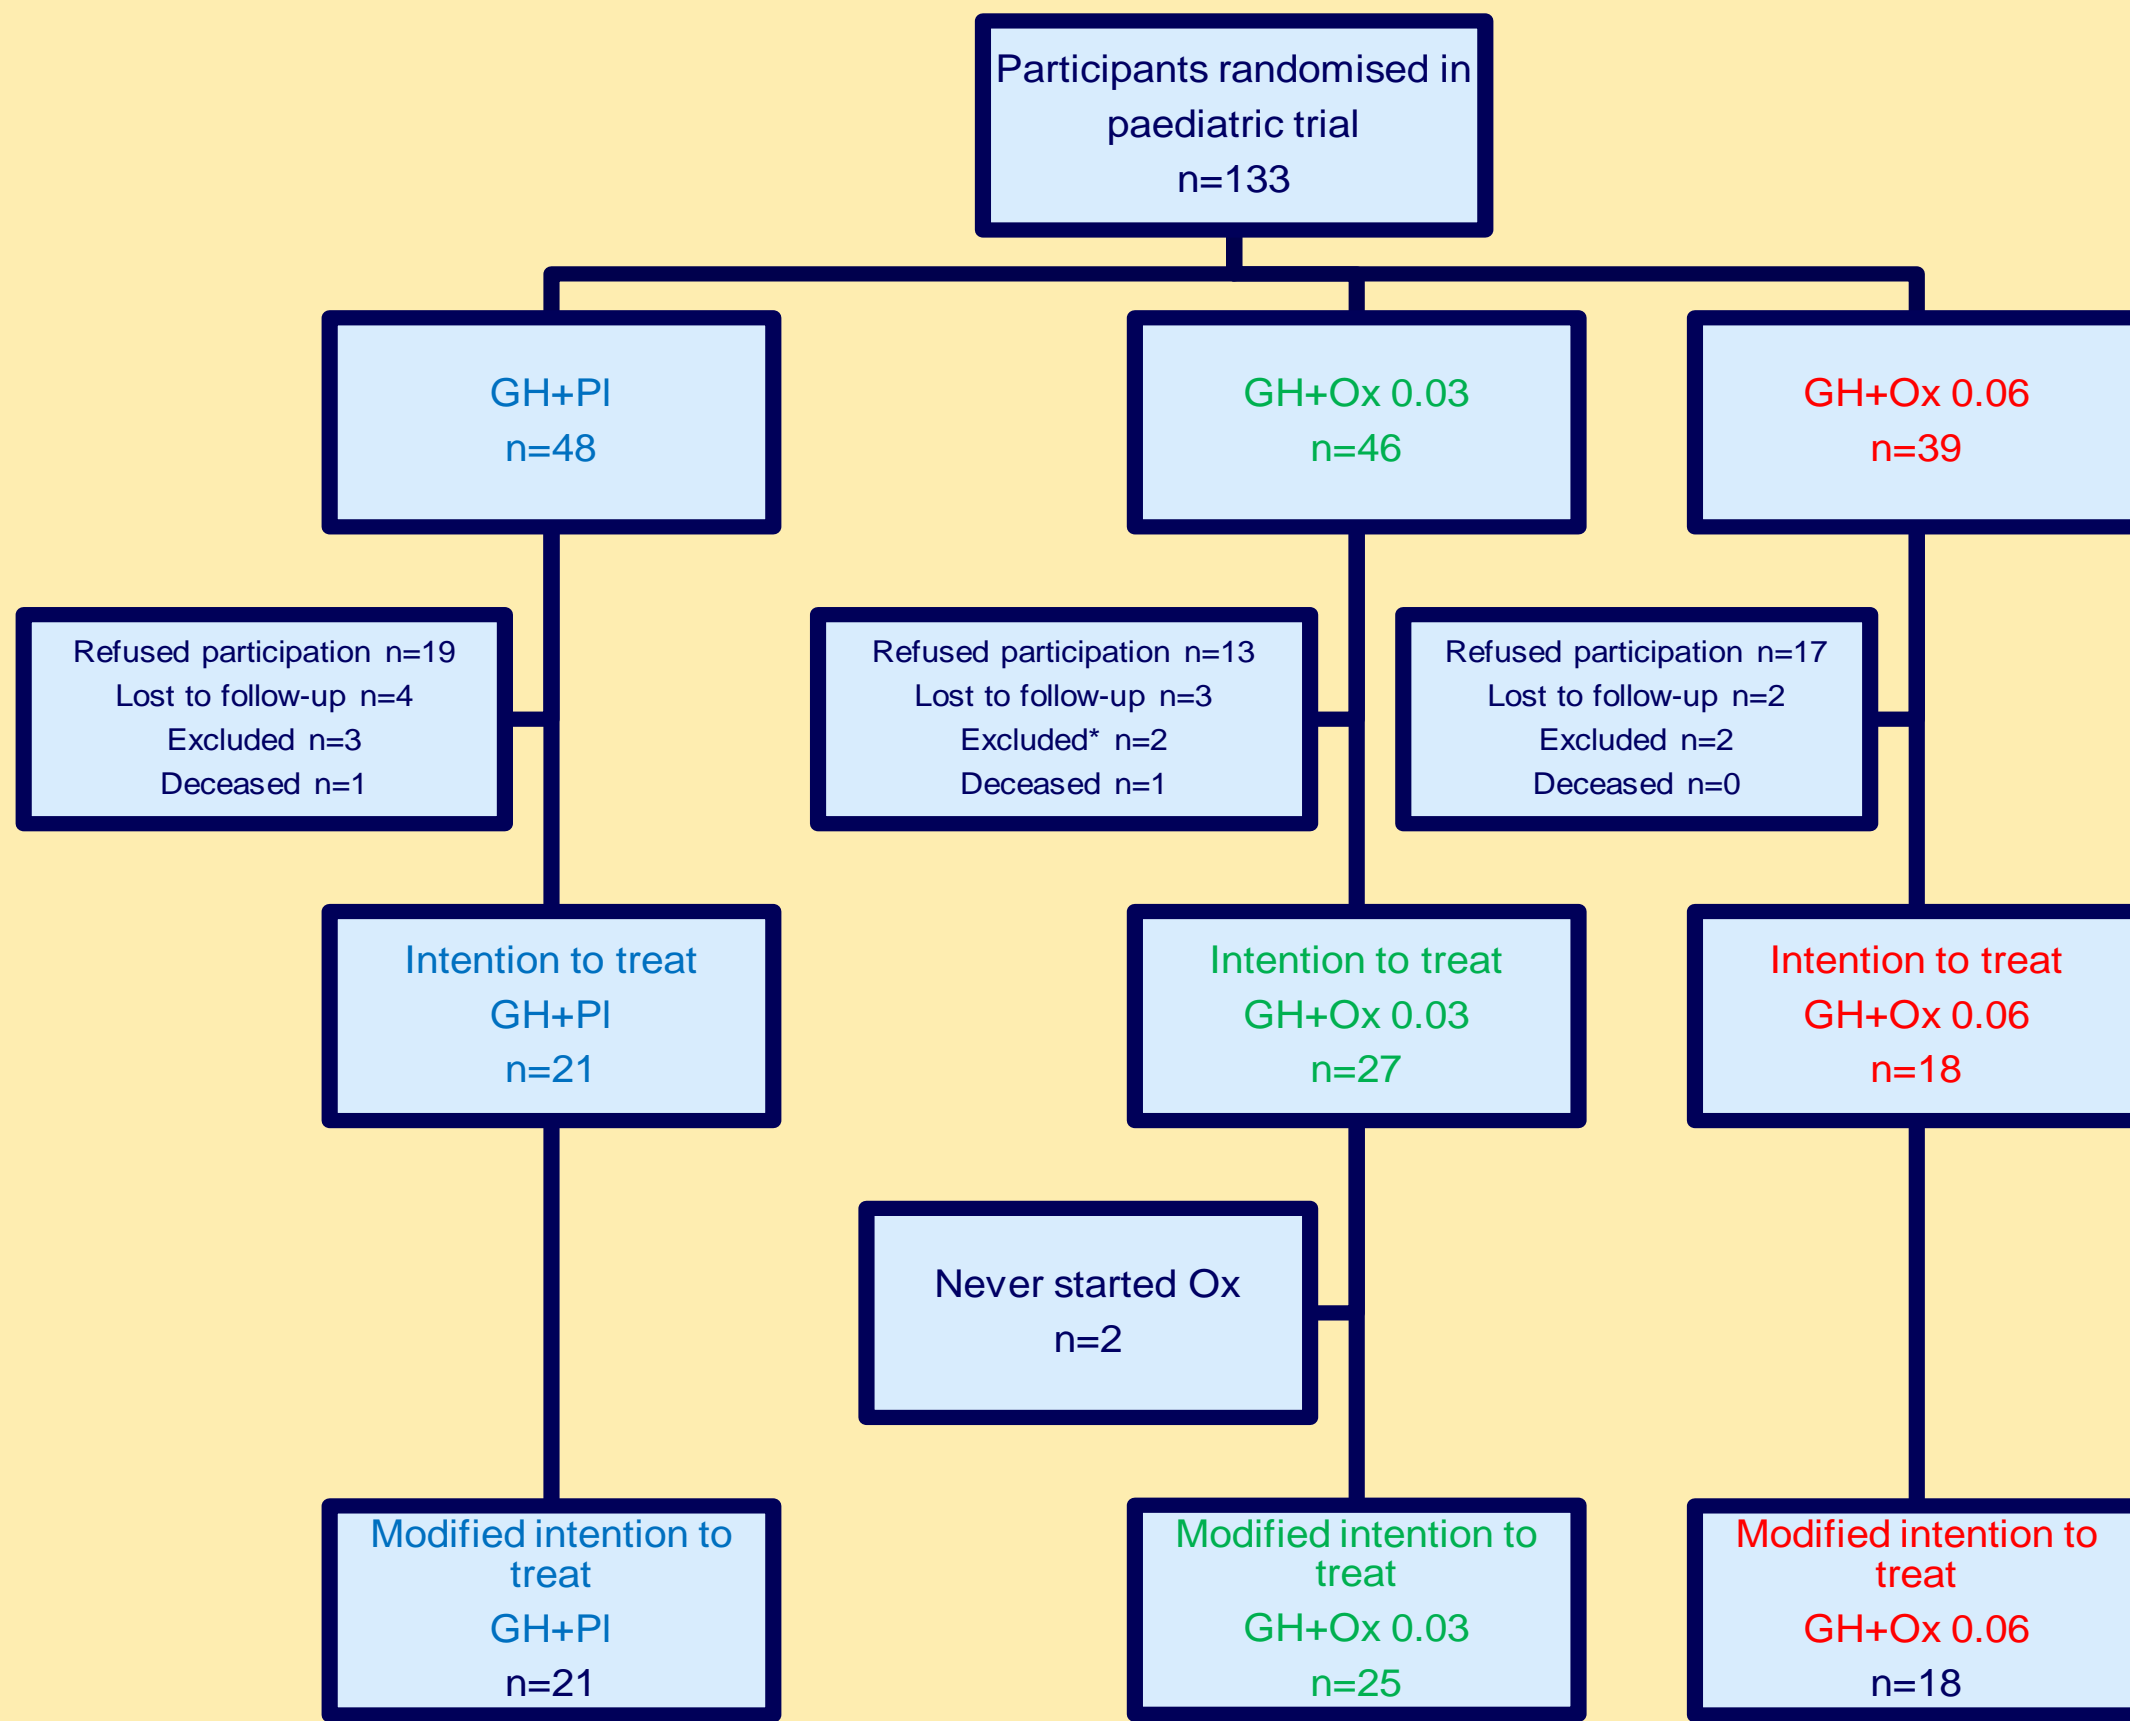 Participants randomised in
paediatric trial
n=133
GH+Pl
n=48
GH+Ox 0.03
n=46
GH+Ox 0.06
n=39
Refused participation n=19
Lost to follow-up n=4
Excluded n=3
Deceased n=1
Refused participation n=13
Lost to follow-up n=3
Excluded* n=2
Deceased n=1
Refused participation n=17
Lost to follow-up n=2
Excluded n=2
Deceased n=0
Intention to treat
GH+Pl
n=21
Intention to treat
GH+Ox 0.03
n=27
Intention to treat
GH+Ox 0.06
n=18
Never started Ox
n=2
Modified intention to
treat
GH+Pl
n=21
Modified intention to
treat
GH+Ox 0.03
n=25
Modified intention to
treat
GH+Ox 0.06
n=18